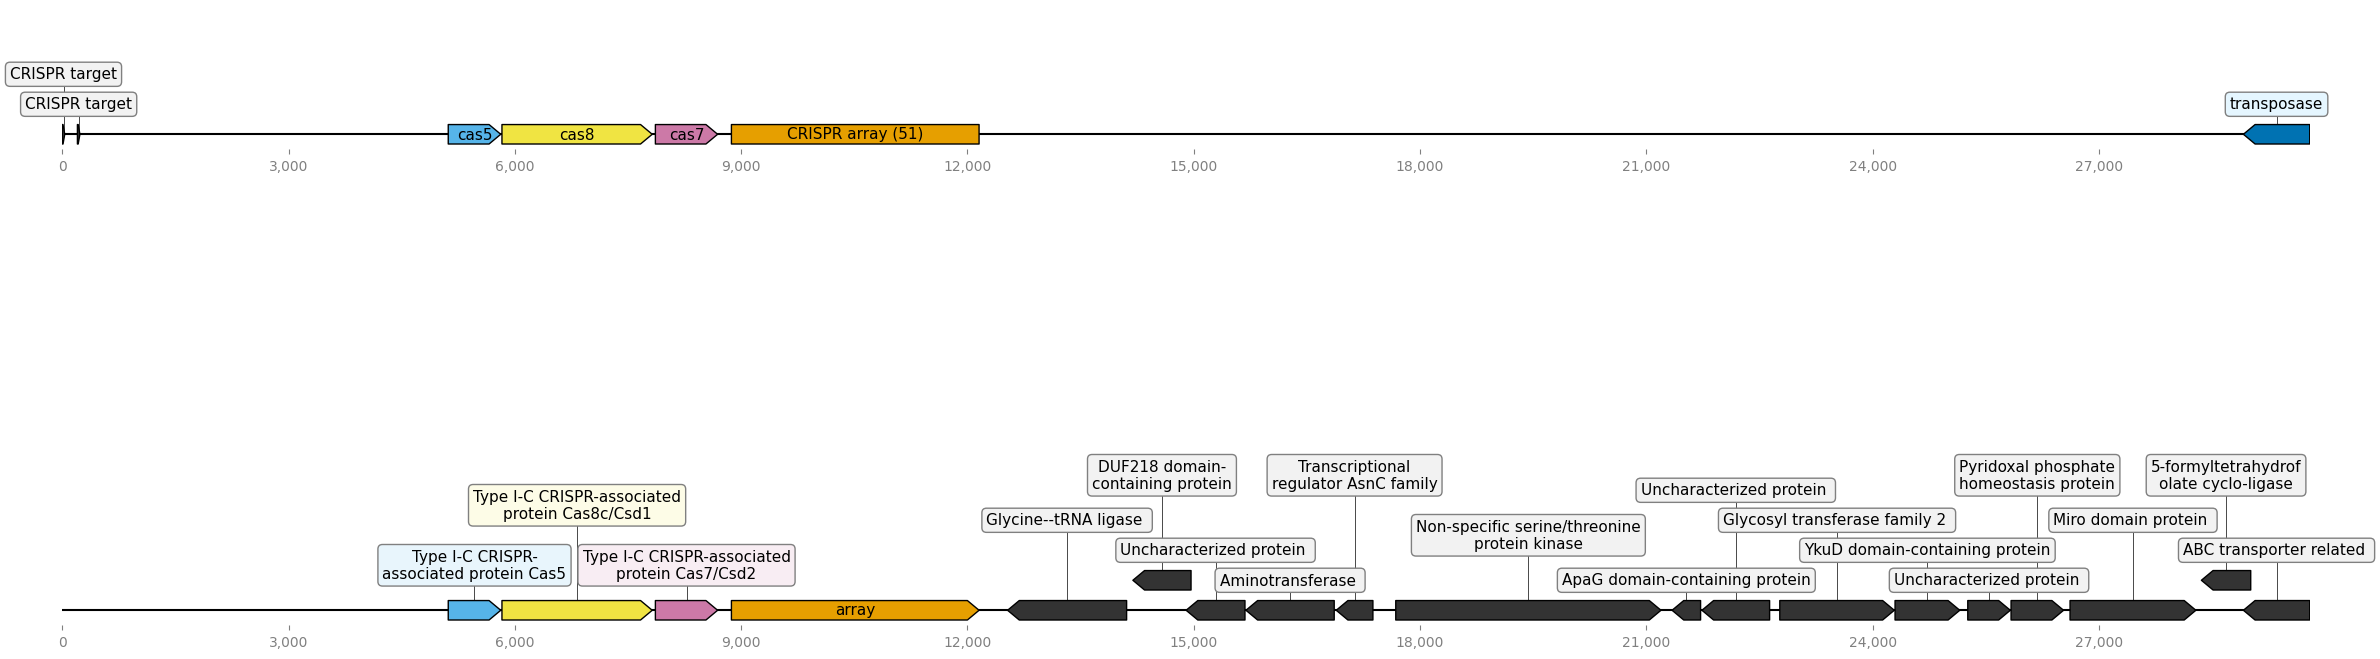 CRISPR target
CRISPR target
transposase
cas5
cas8
cas7
CRISPR array (51)
0
3,000
6,000
9,000
12,000
15,000
18,000
21,000
24,000
27,000
DUF218 domain-
containing protein
Transcriptional
regulator AsnC family
Pyridoxal phosphate
homeostasis protein
5-formyltetrahydrof
olate cyclo-ligase
Type I-C CRISPR-associated
protein Cas8c/Csd1
Uncharacterized protein
Glycine--tRNA ligase
Non-specific serine/threonine
protein kinase
Glycosyl transferase family 2
Miro domain protein
Type I-C CRISPR-
associated protein Cas5
Type I-C CRISPR-associated
protein Cas7/Csd2
Uncharacterized protein
YkuD domain-containing protein
ABC transporter related
Aminotransferase
ApaG domain-containing protein
Uncharacterized protein
array
0
3,000
6,000
9,000
12,000
15,000
18,000
21,000
24,000
27,000